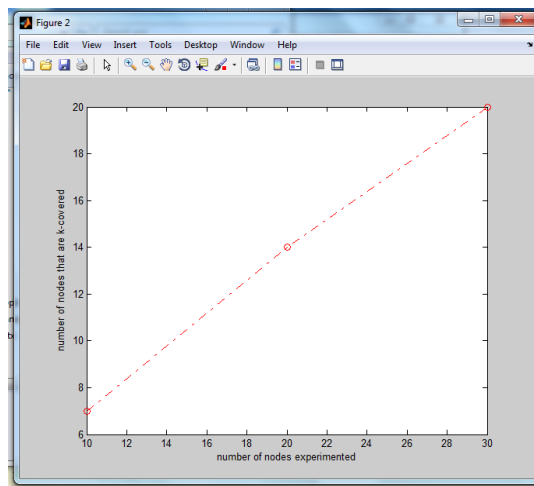 Figure 2
File Edit View Insert Tools Desktop Window Help
20
18
16
14
12
10
8
6
10 12 14 16 18 20 22 24 26 28 30
number of nodes that are k-covered
number of nodes experimented